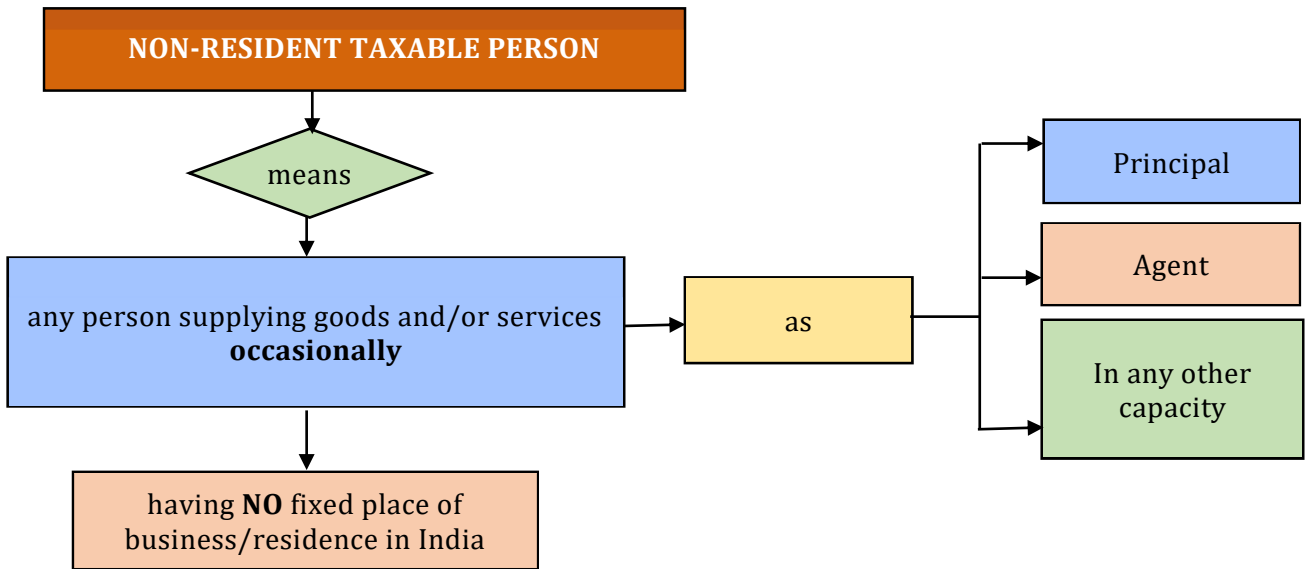 NON-RESIDENT TAXABLE PERSON
means
any person supplying goods and/or services
occasionally
as
Principal
Agent
In any other
capacity
having NO fixed place of
business/residence in India